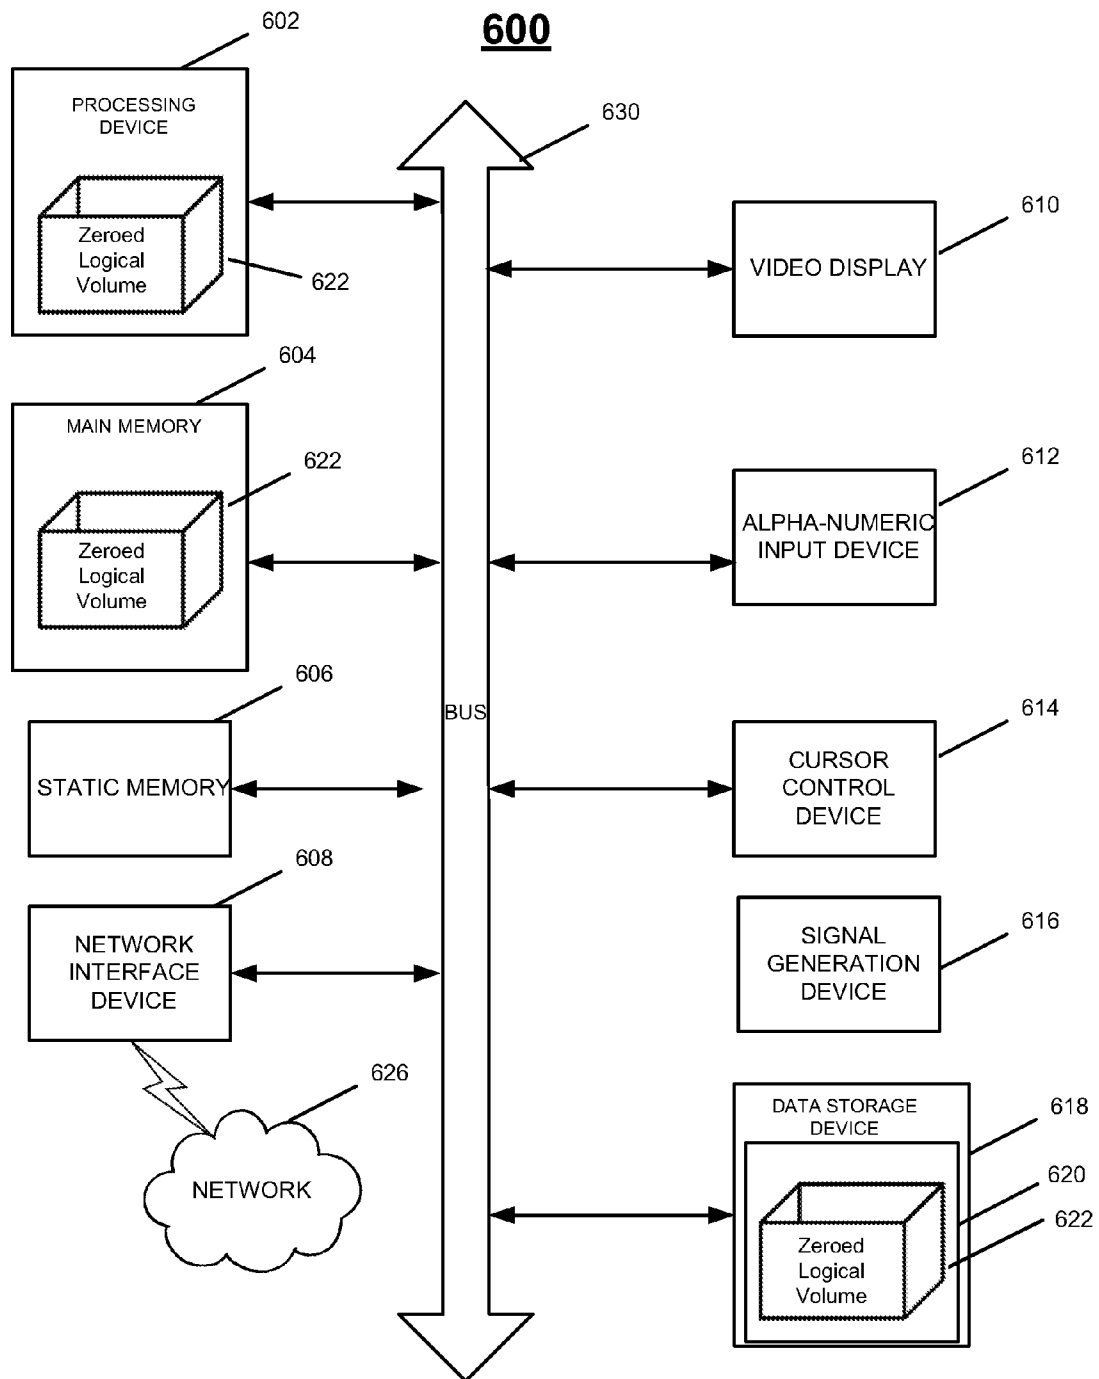 600
602
PROCESSING
DEVICE
Zeroed
Logical
Volume
622
630
610
VIDEO DISPLAY
604
MAIN MEMORY
622
Zeroed
Logical
Volume
612
ALPHA-NUMERIC
INPUT DEVICE
606
STATIC MEMORY
BUS
614
CURSOR
CONTROL
DEVICE
608
NETWORK
INTERFACE
DEVICE
616
SIGNAL
GENERATION
DEVICE
626
NETWORK
618
DATA STORAGE
DEVICE
620
622
Zeroed
Logical
Volume